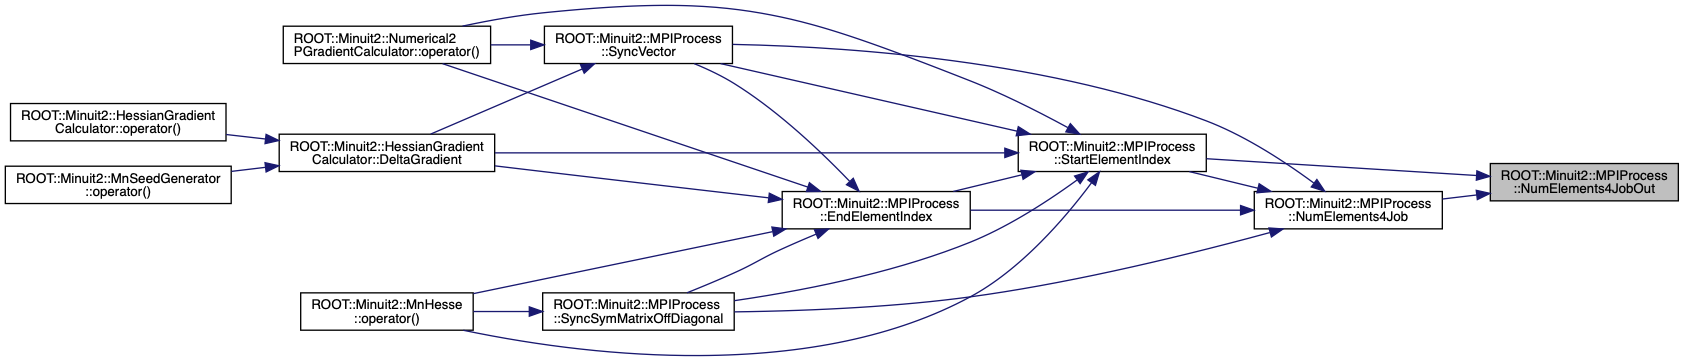 ROOT::Minuit2::Numerical2
PGradientCalculator::operator()
ROOT::Minuit2::MPIProcess
::SyncVector
ROOT::Minuit2::HessianGradient
Calculator::operator()
ROOT::Minuit2::HessianGradient
Calculator::DeltaGradient
ROOT::Minuit2::MPIProcess
::StartElementIndex
ROOT::Minuit2::MnSeedGenerator
::operator()
ROOT::Minuit2::MPIProcess
::NumElements4JobOut
ROOT::Minuit2::MPIProcess
::EndElementIndex
ROOT::Minuit2::MPIProcess
::NumElements4Job
ROOT::Minuit2::MnHesse
::operator()
ROOT::Minuit2::MPIProcess
::SyncSymMatrixOffDiagonal